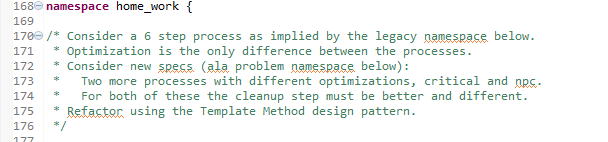 168 namespace home_work {
169
170 /* Consider a 6 step process as implied by the legacy namespace below.
171 * Optimization is the only difference between the processes.
172 * Consider new specs (ala problem namespace below):
173 * Two more processes with different optimizations, critical and npc.
174 * For both of these the cleanup step must be better and different.
175 * Refactor using the Template Method design pattern.
176 */
177